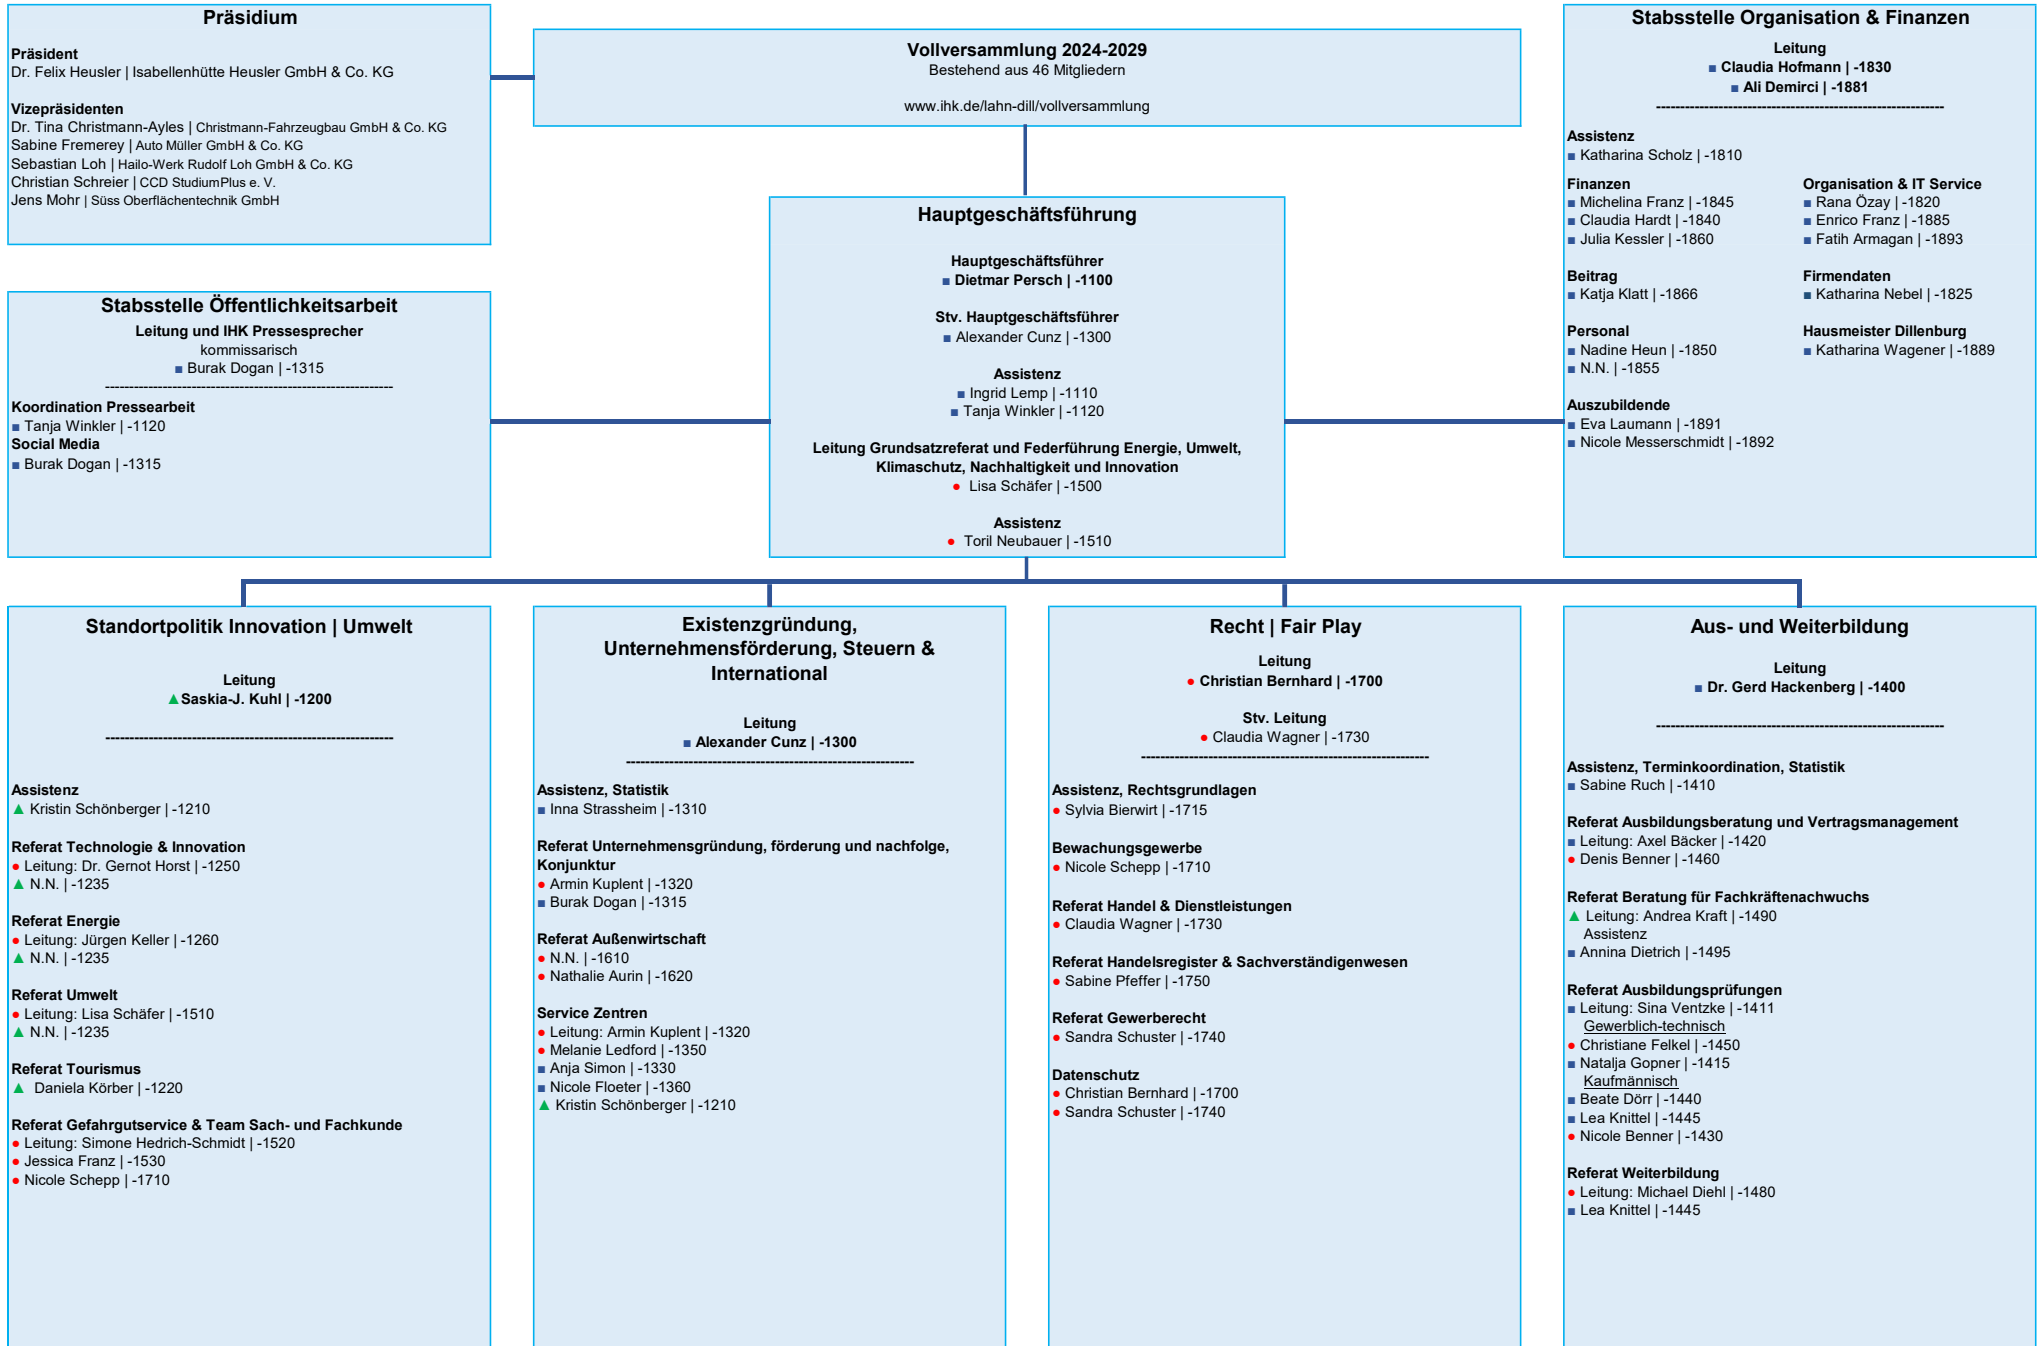 Präsidium
Präsident
Dr. Felix Heusler | Isabellenhütte Heusler GmbH & Co. KG
Vizepräsidenten
Dr. Tina Christmann-Ayles | Christmann-Fahrzeugbau GmbH & Co. KG
Sabine Fremerey | Auto Müller GmbH & Co. KG
Sebastian Loh | Hailo-Werk Rudolf Loh GmbH & Co. KG
Christian Schreier | CCD StudiumPlus e. V.
Jens Mohr | Süss Oberflächentechnik GmbH
Vollversammlung 2024-2029
Bestehend aus 46 Mitgliedern
www.ihk.de/lahn-dill/vollversammlung
Stabsstelle Organisation & Finanzen
Leitung
■ Claudia Hofmann | -1830
■ Ali Demirci | -1881
------------------------------------------------------------
Assistenz
■ Katharina Scholz | -1810
Finanzen
■ Michelina Franz | -1845
■ Claudia Hardt | -1840
■ Julia Kessler | -1860
Organisation & IT Service
■ Rana Özay | -1820
■ Enrico Franz | -1885
■ Fatih Armagan | -1893
Beitrag
■ Katja Klatt | -1866
Firmendaten
■ Katharina Nebel | -1825
Personal
■ Nadine Heun | -1850
■ N.N. | -1855
Hausmeister Dillenburg
■ Katharina Wagener | -1889
Auszubildende
■ Eva Laumann | -1891
■ Nicole Messerschmidt | -1892
Stabsstelle Öffentlichkeitsarbeit
Leitung und IHK Pressesprecher
kommissarisch
■ Burak Dogan | -1315
------------------------------------------------------------
Koordination Pressearbeit
■ Tanja Winkler | -1120
Social Media
■ Burak Dogan | -1315
Hauptgeschäftsführung
Hauptgeschäftsführer
■ Dietmar Persch | -1100
Stv. Hauptgeschäftsführer
■ Alexander Cunz | -1300
Assistenz
■ Ingrid Lemp | -1110
■ Tanja Winkler | -1120
Leitung Grundsatzreferat und Federführung Energie, Umwelt,
Klimaschutz, Nachhaltigkeit und Innovation
● Lisa Schäfer | -1500
Assistenz
● Toril Neubauer | -1510
Standortpolitik Innovation | Umwelt
Leitung
▲ Saskia-J. Kuhl | -1200
------------------------------------------------------------
Assistenz
▲ Kristin Schönberger | -1210
Referat Technologie & Innovation
● Leitung: Dr. Gernot Horst | -1250
▲ N.N. | -1235
Referat Energie
● Leitung: Jürgen Keller | -1260
▲ N.N. | -1235
Referat Umwelt
● Leitung: Lisa Schäfer | -1510
▲ N.N. | -1235
Referat Tourismus
▲ Daniela Körber | -1220
Referat Gefahrgutservice & Team Sach- und Fachkunde
● Leitung: Simone Hedrich-Schmidt | -1520
● Jessica Franz | -1530
● Nicole Schepp | -1710
Existenzgründung,
Unternehmensförderung, Steuern &
International
Leitung
■ Alexander Cunz | -1300
------------------------------------------------------------
Assistenz, Statistik
■ Inna Strassheim | -1310
Referat Unternehmensgründung, förderung und nachfolge,
Konjunktur
● Armin Kuplent | -1320
■ Burak Dogan | -1315
Referat Außenwirtschaft
● N.N. | -1610
● Nathalie Aurin | -1620
Service Zentren
● Leitung: Armin Kuplent | -1320
● Melanie Ledford | -1350
■ Anja Simon | -1330
■ Nicole Floeter | -1360
▲ Kristin Schönberger | -1210
Recht | Fair Play
Leitung
● Christian Bernhard | -1700
Stv. Leitung
● Claudia Wagner | -1730
------------------------------------------------------------
Assistenz, Rechtsgrundlagen
● Sylvia Bierwirt | -1715
Bewachungsgewerbe
● Nicole Schepp | -1710
Referat Handel & Dienstleistungen
● Claudia Wagner | -1730
Referat Handelsregister & Sachverständigenwesen
● Sabine Pfeffer | -1750
Referat Gewerberecht
● Sandra Schuster | -1740
Datenschutz
● Christian Bernhard | -1700
● Sandra Schuster | -1740
Aus- und Weiterbildung
Leitung
■ Dr. Gerd Hackenberg | -1400
------------------------------------------------------------
Assistenz, Terminkoordination, Statistik
■ Sabine Ruch | -1410
Referat Ausbildungsberatung und Vertragsmanagement
■ Leitung: Axel Bäcker | -1420
● Denis Benner | -1460
Referat Beratung für Fachkräftenachwuchs
▲ Leitung: Andrea Kraft | -1490
Assistenz
■ Annina Dietrich | -1495
Referat Ausbildungsprüfungen
■ Leitung: Sina Ventzke | -1411
Gewerblich-technisch
● Christiane Felkel | -1450
■ Natalja Gopner | -1415
Kaufmännisch
■ Beate Dörr | -1440
■ Lea Knittel | -1445
● Nicole Benner | -1430
Referat Weiterbildung
● Leitung: Michael Diehl | -1480
■ Lea Knittel | -1445